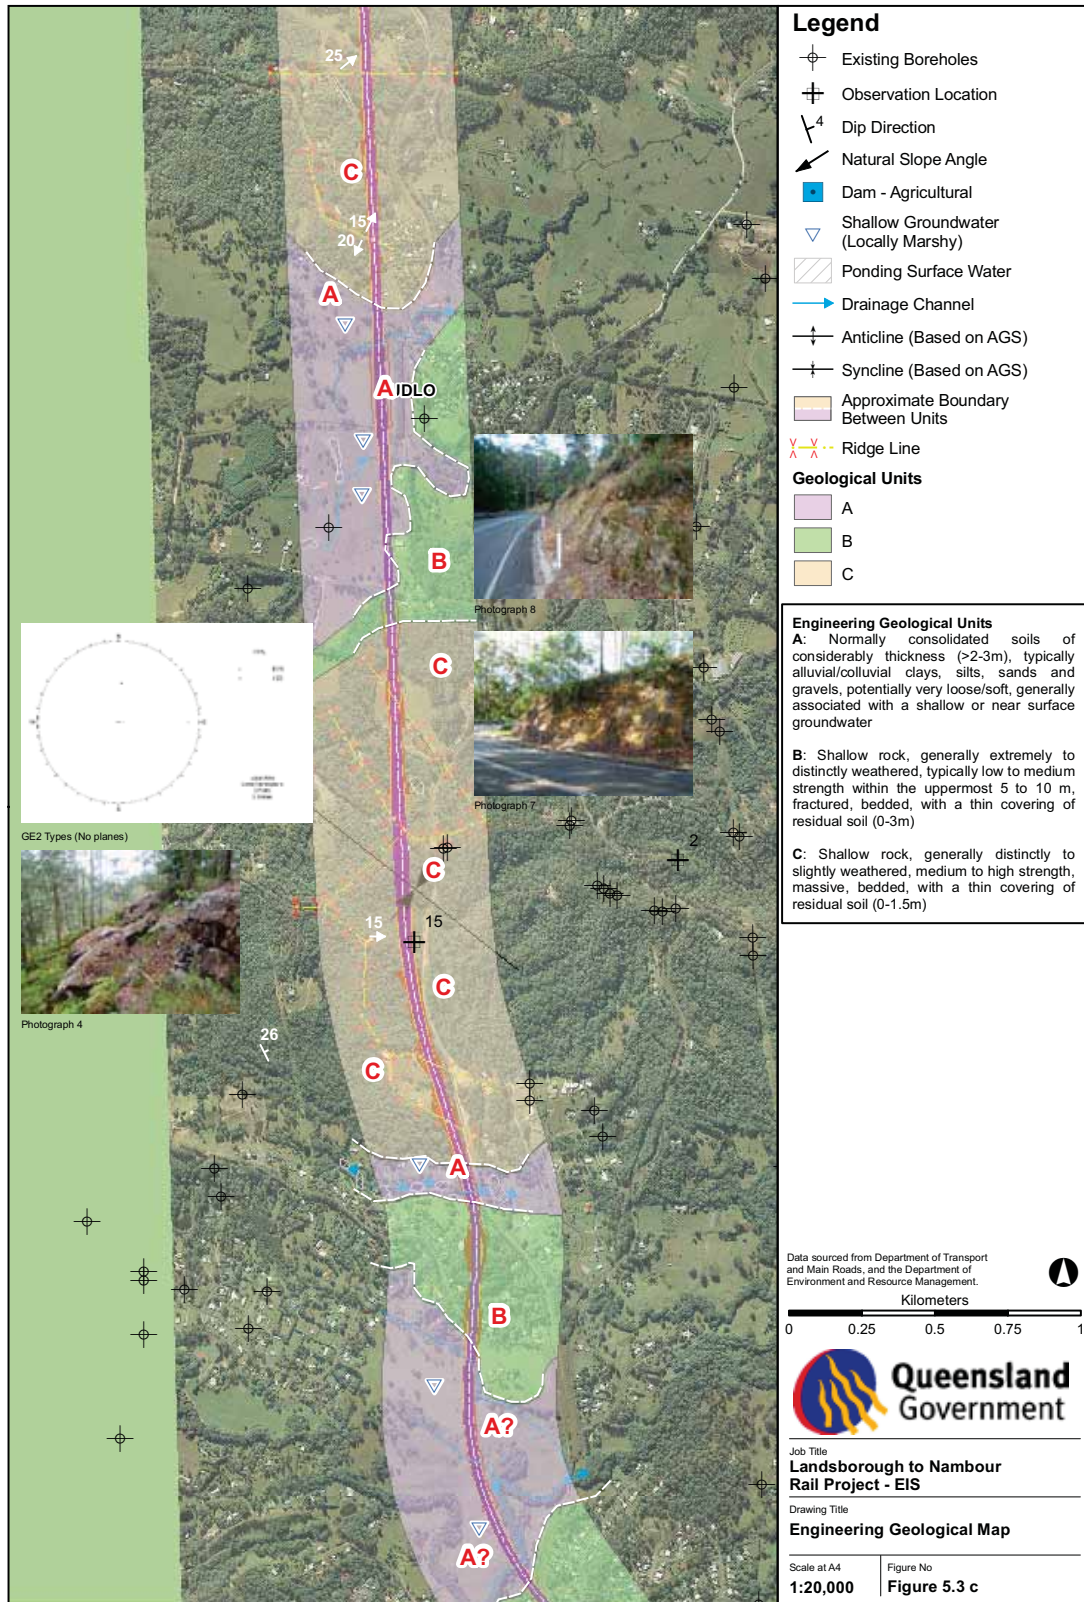 25
C
15
20
A
A
IDLO
B
Photograph 8
C
Photograph 7
GE2 Types (No planes)
C
2
15
15
C
Photograph 4
26
C
A
B
A?
A?
Legend
Existing Boreholes
Observation Location
4
Dip Direction
Natural Slope Angle
Dam - Agricultural
Shallow Groundwater
(Locally Marshy)
Ponding Surface Water
Drainage Channel
Anticline (Based on AGS)
Syncline (Based on AGS)
Approximate Boundary
Between Units
Ridge Line
Geological Units
A
B
C
Engineering Geological Units
A: Normally consolidated soils of
considerably thickness (>2-3m), typically
alluvial/colluvial clays, silts, sands and
gravels, potentially very loose/soft, generally
associated with a shallow or near surface
groundwater
B: Shallow rock, generally extremely to
distinctly weathered, typically low to medium
strength within the uppermost 5 to 10 m,
fractured, bedded, with a thin covering of
residual soil (0-3m)
C: Shallow rock, generally distinctly to
slightly weathered, medium to high strength,
massive, bedded, with a thin covering of
residual soil (0-1.5m)
Data sourced from Department of Transport
and Main Roads, and the Department of
Environment and Resource Management.
Kilometers
0 0.25 0.5 0.75 1
Queensland
Government
Job Title
Landsborough to Nambour
Rail Project - EIS
Drawing Title
Engineering Geological Map
Scale at A4
1:20,000
Figure No
Figure 5.3 c